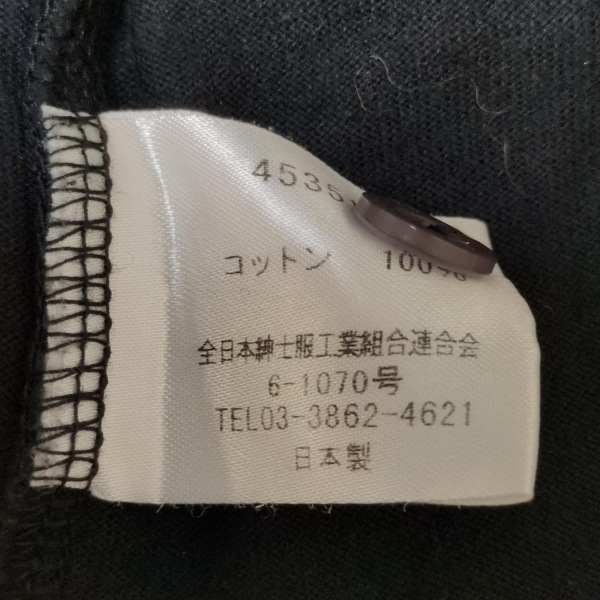 4535
コットン 100%
全日本紳士服工業組合連合会
6-1070号
TEL03-3862-4621
日本製